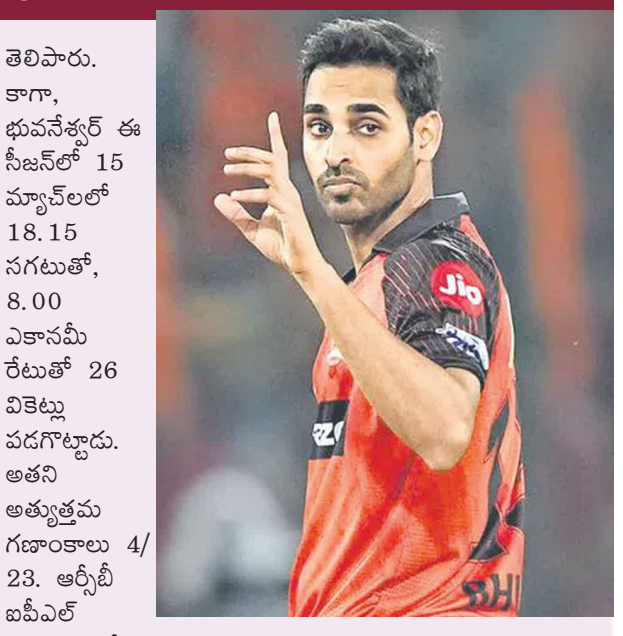 తెలిపారు.
కాగా,
భువనేశ్వర్ ఈ
సీజన్‌లో 15
మ్యాచ్‌లలో
18.15
సగటుతో,
8.00
ఎకానమీ
రేటుతో 26
వికెట్లు
పడగొట్టాడు.
అతని
అత్యుత్తమ
గణాంకాలు 4/
23. ఆర్సీబీ
ఐపీఎల్
Jio
BHU